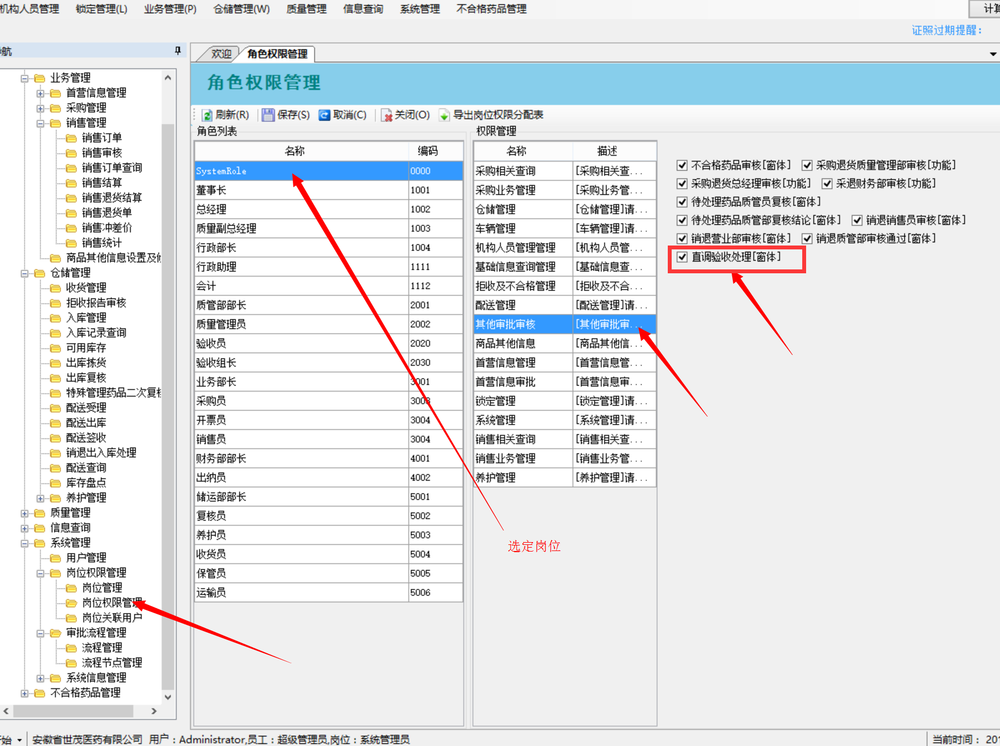 机构人员管理 锁定管理(L) 业务管理(P) 仓储管理(W) 质量管理 信息查询 系统管理 不合格药品管理
证照过期提醒：
航
业务管理
首营信息管理
采购管理
销售管理
销售订单
销售审核
销售订单查询
销售结算
销售退货结算
销售退货单
销售冲差价
销售统计
商品其他信息设置及
仓储管理
收货管理
拒收报告审核
入库管理
入库记录查询
可用库存
出库拣货
出库复核
特殊管理药品二次复
配送受理
配送出库
配送签收
销退出入库处理
配送查询
库存盘点
养护管理
质量管理
信息查询
系统管理
用户管理
岗位权限管理
岗位管理
岗位权限管理
岗位关联用户
审批流程管理
流程管理
流程节点管理
系统信息管理
不合格药品管理
欢迎 角色权限管理
角色权限管理
刷新(R) 保存(S) 取消(C) 关闭(O) 导出岗位权限分配表
角色列表
名称 编码
SystemRole 0000
董事长 1001
总经理 1002
质量副总经理 1003
行政部长 1004
行政助理 1111
会计 1112
质管部部长 2001
质量管理员 2002
验收员 2020
验收组长 2030
业务部长 3001
采购员 3003
开票员 3004
销售员 3004
财务部部长 4001
出纳员 4002
储运部部长 5001
复核员 5002
养护员 5003
收货员 5004
保管员 5005
运输员 5006
权限管理
名称 描述
采购相关查询 [采购相关查...
采购业务管理 [采购业务管...
仓储管理 [仓储管理]请...
车辆管理 [车辆管理]请...
机构人员管理管理 [机构人员管...
基础信息查询管理 [基础信息查...
拒收及不合格管理 [拒收及不合...
配送管理 [配送管理]请...
其他审批审核 [其他审批审...
商品其他信息 [商品其他信...
首营信息管理 [首营信息管...
首营信息审批 [首营信息审...
锁定管理 [锁定管理]请...
系统管理 [系统管理]请...
销售相关查询 [销售相关查...
销售业务管理 [销售业务管...
养护管理 [养护管理]请...
不合格药品审核[窗体] 采购退货质量管理部审核[功能]
采购退货总经理审核[功能] 采退财务部审核[功能]
待处理药品质管员复核[窗体]
待处理药品质管部复核结论[窗体] 销退销售员审核[窗体]
销退营业部审核[窗体] 销退质管部审核通过[窗体]
直调验收处理[窗体]
选定岗位
安徽省世茂医药有限公司 用户：Administrator,员工：超级管理员,岗位：系统管理员 当前时间： 201